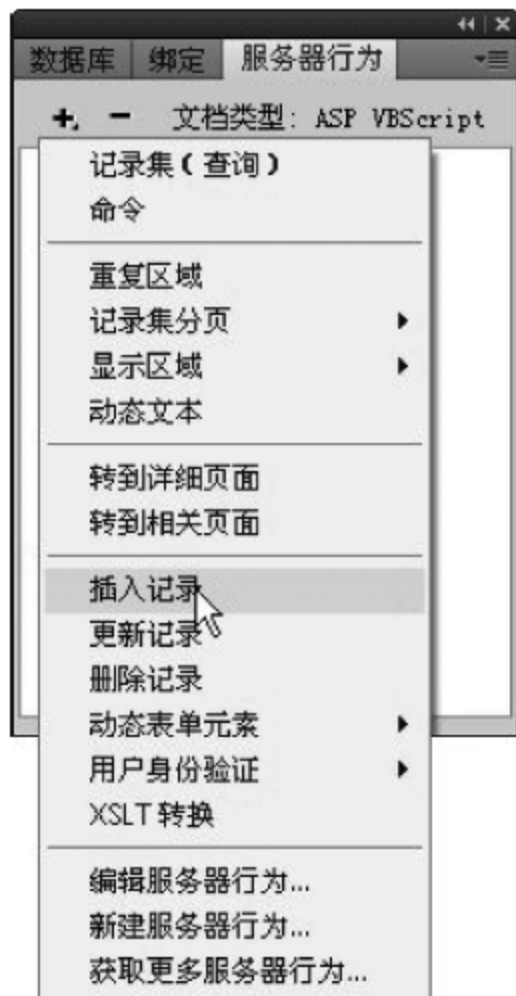 数据库 绑定 服务器行为
文档类型: ASP VBScript
记录集(查询)
命令
重复区域
记录集分页
显示区域
动态文本
转到详细页面
转到相关页面
插入记录
更新记录
删除记录
动态表单元素
用户身份验证
XSLT 转换
编辑服务器行为...
新建服务器行为...
获取更多服务器行为...